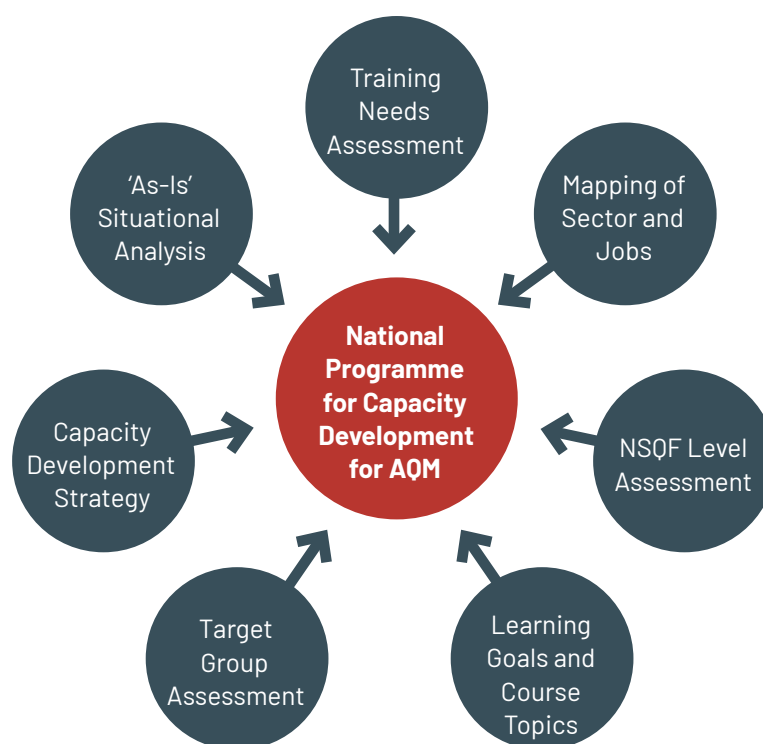 Training
Needs
Assessment
‘As-Is’
Situational
Analysis
Mapping of
Sector and
Jobs
National
Programme
for Capacity
Development
for AQM
Capacity
Development
Strategy
NSQF Level
Assessment
Target
Group
Assessment
Learning
Goals and
Course
Topics